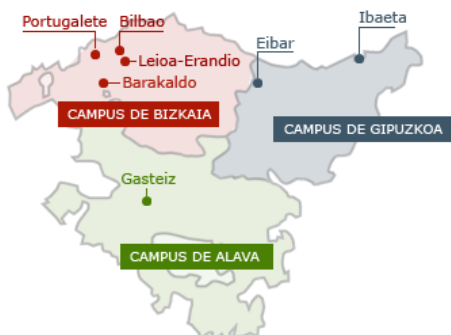 Portugalete
Bilbao
Ibaeta
Eibar
Leioa-Erandio
Barakaldo
CAMPUS DE BIZKAIA
CAMPUS DE GIPUZKOA
Gasteiz
CAMPUS DE ALAVA